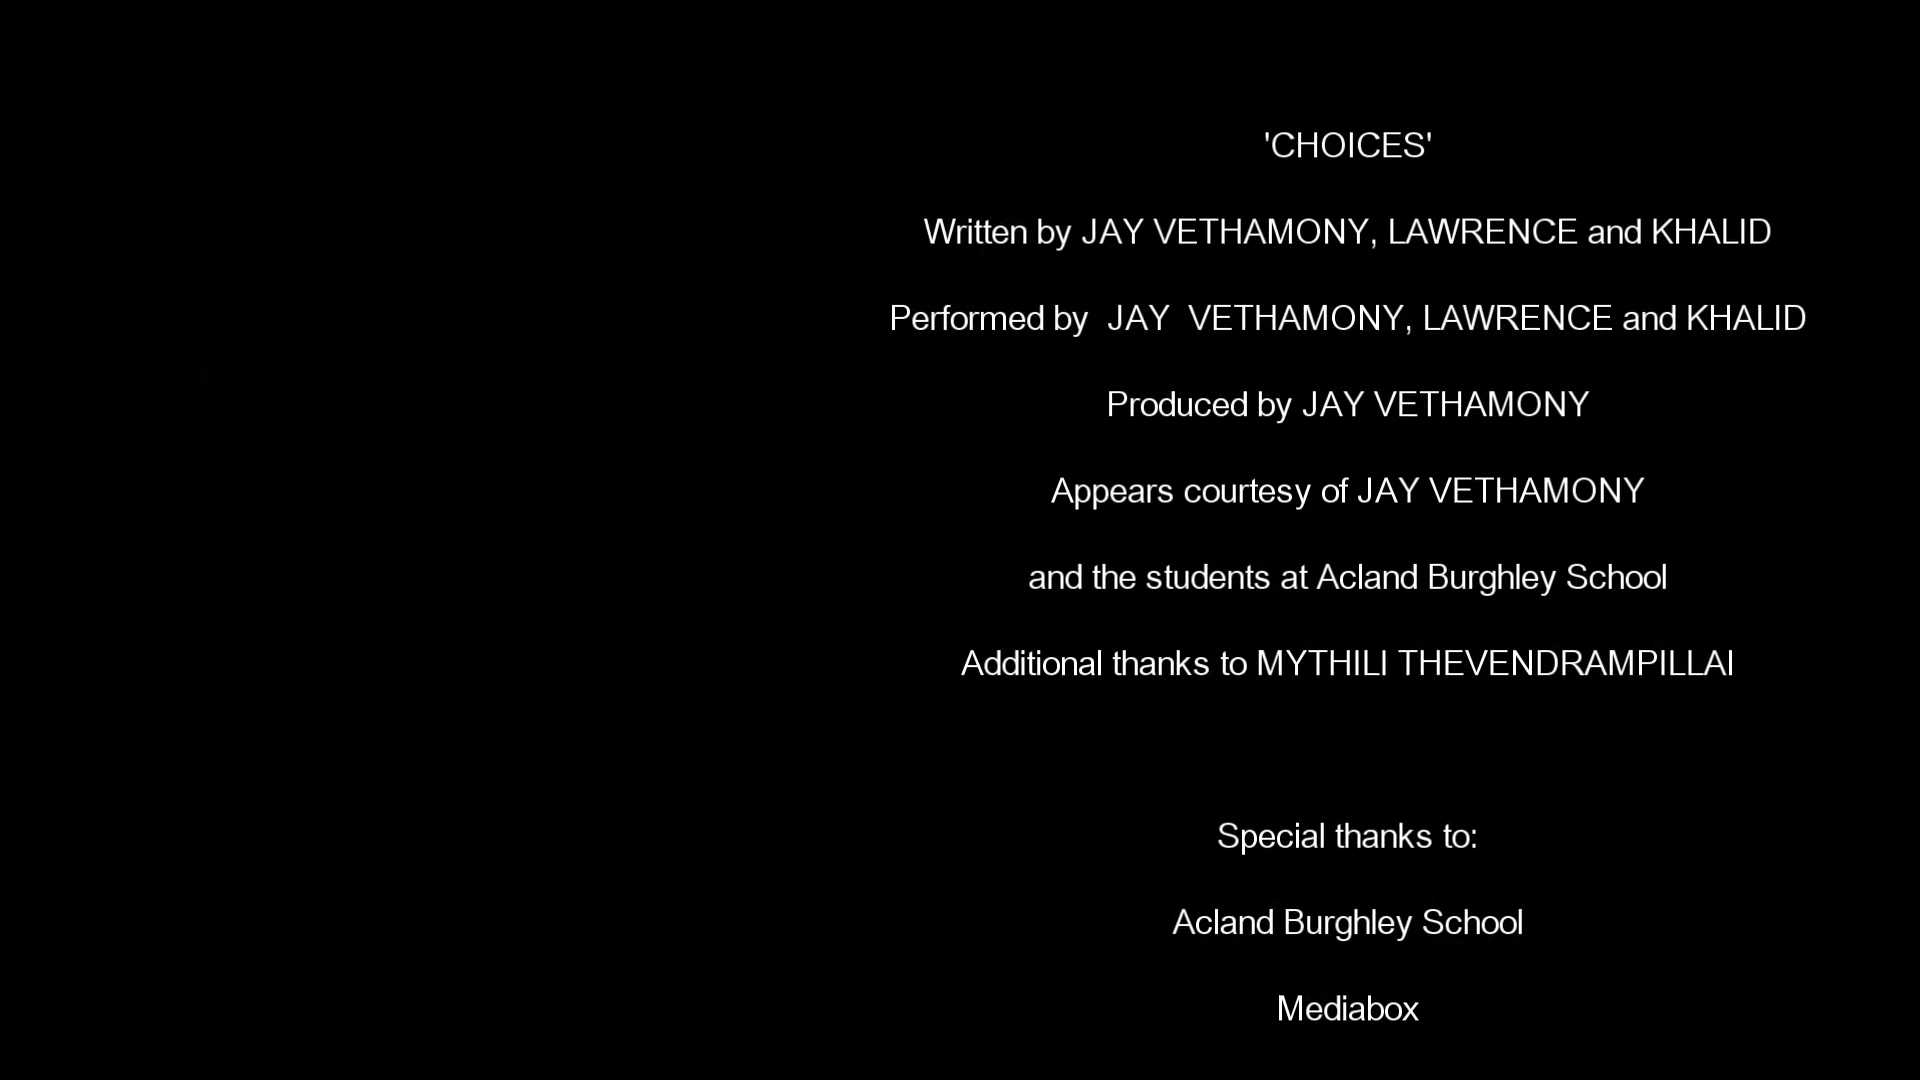 'CHOICES'
Written by JAY VETHAMONY, LAWRENCE and KHALID
Performed by  JAY  VETHAMONY, LAWRENCE and KHALID
Produced by JAY VETHAMONY
Appears courtesy of JAY VETHAMONY
and the students at Acland Burghley School
Additional thanks to MYTHILI THEVENDRAMPILLAI
Special thanks to:
Acland Burghley School
Mediabox